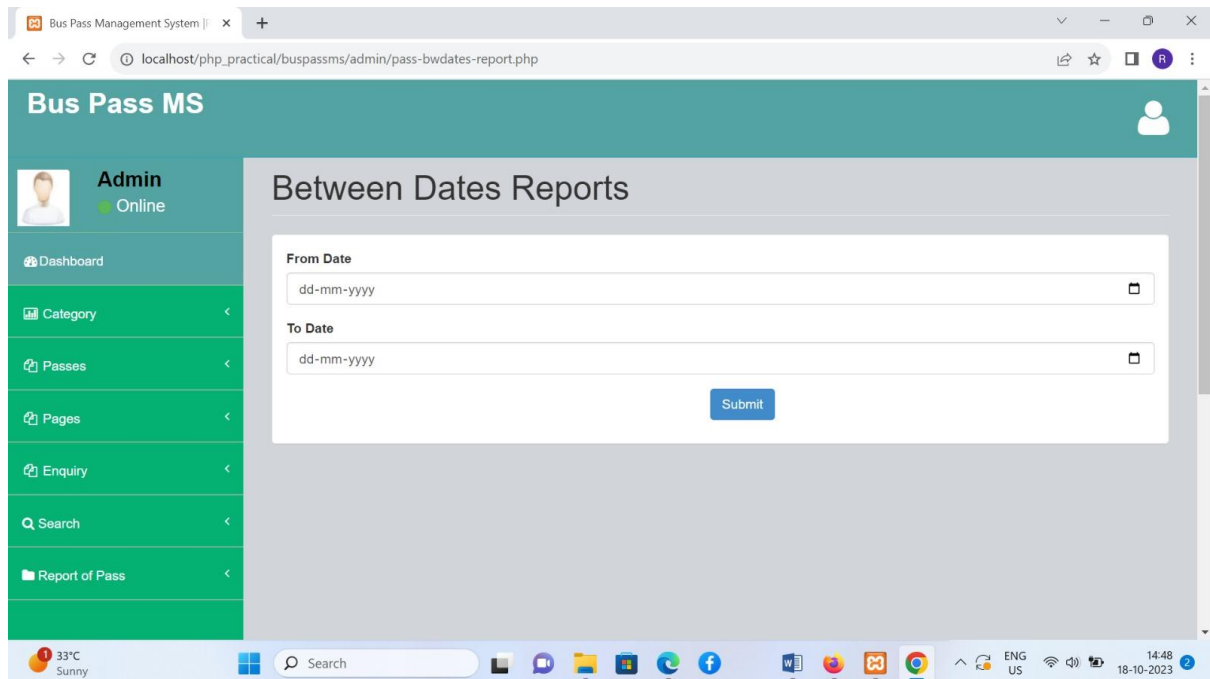 Bus Pass Management System |
localhost/php_practical/buspassms/admin/pass-bwdates-report.php
R
Bus Pass MS
Admin
Online
Between Dates Reports
Dashboard
Category
Passes
Pages
Enquiry
Search
Report of Pass
From Date
dd-mm-yyyy
To Date
dd-mm-yyyy
Submit
1
33°C
Sunny
Search
ENG
US
14:48
18-10-2023
2